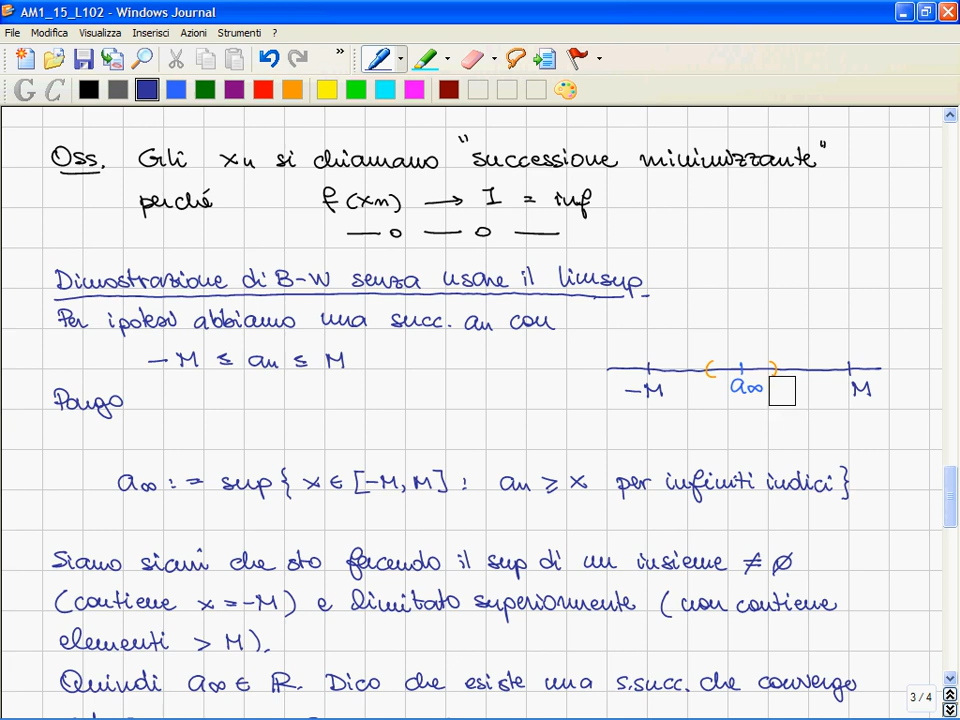 AM1_15_L102 - Windows Journal
File Modifica Visualizza Inserisci Azioni Strumenti ?
Oss. Gli xn si chiamano "successione minimizzante"
perché f(xn) → I = inf
— o — o —
Dimostrazione di B-W senza usare il limsup.
Per ipotesi abbiamo una succ. an con
- M ≤ an ≤ M
-M a∞ M
Pongo
a∞ := sup{ x ∈ [-M, M] : an ≥ x per infiniti indici }
Siamo sicuri che sto facendo il sup di un insieme ≠ ∅
(contiene x = -M) e limitato superiormente (non contiene
elementi > M).
Quindi a∞ ∈ ℝ. Dico che esiste una s.succ. che converge
3 / 4